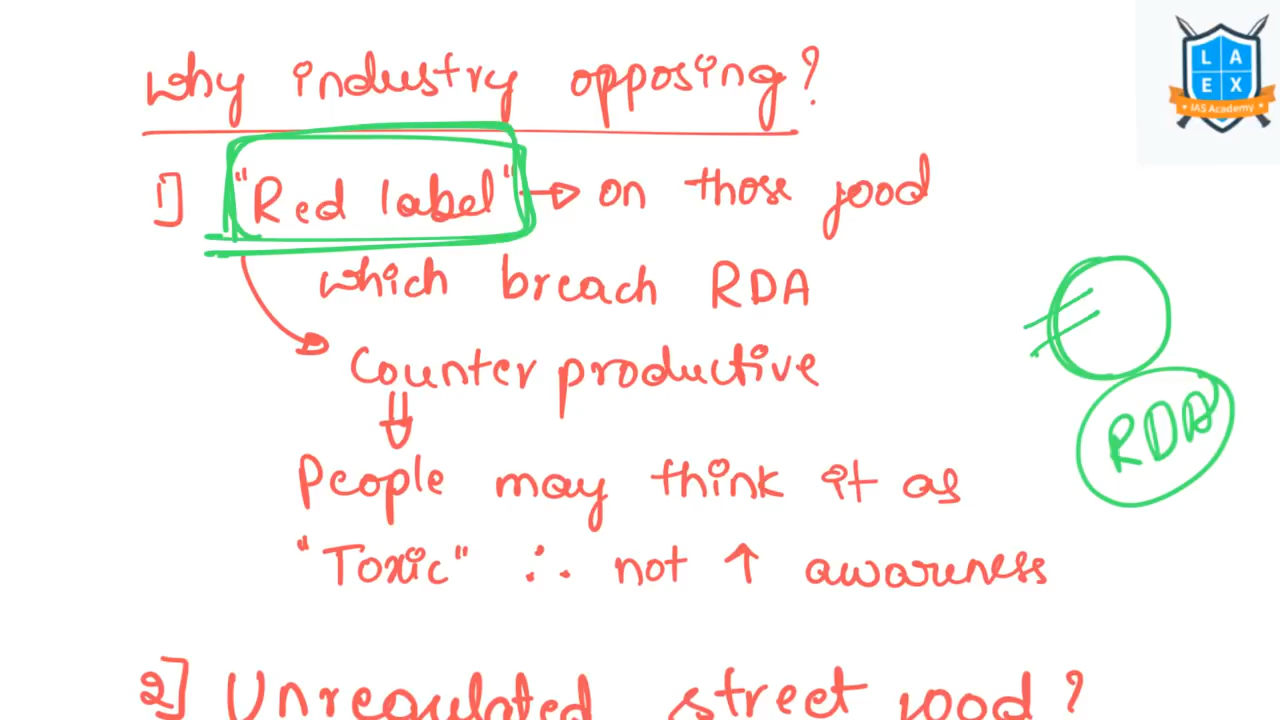 Why industry opposing?
1] "Red label" → on those food
which breach RDA
Counter productive
People may think it as
"Toxic" ∴ not ↑ awareness
2] Unregulated street food?
RDA
L A
E X
IAS Academy